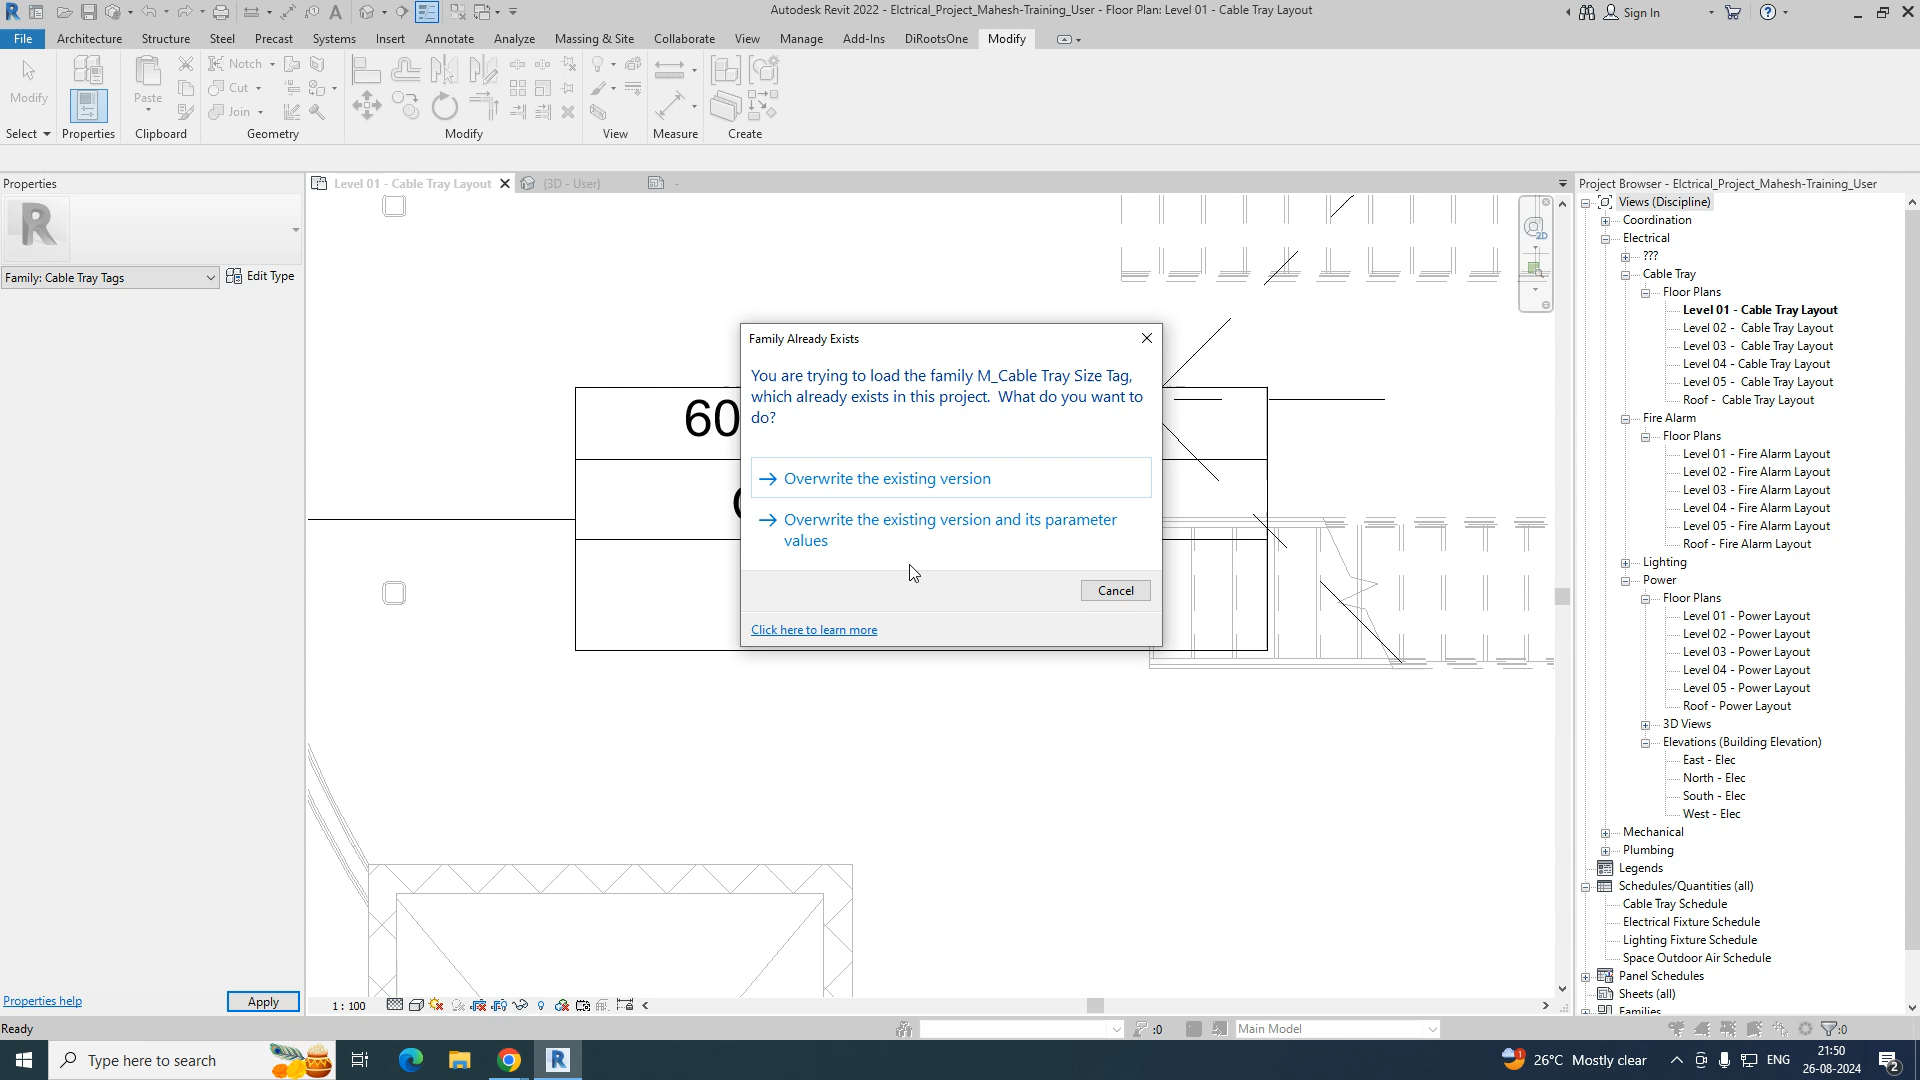 Autodesk Revit 2022 - Elctrical_Project_Mahesh-Training_User - Floor Plan: Level 01 - Cable Tray Layout
Sign In
File
Architecture
Structure
Steel
Precast
Systems
Insert
Annotate
Analyze
Massing & Site
Collaborate
View
Manage
Add-Ins
DiRootsOne
Modify
Modify
Paste
Notch
Cut
Join
Select
Properties
Clipboard
Geometry
Modify
View
Measure
Create
Properties
Family: Cable Tray Tags
Edit Type
Properties help
Apply
Level 01 - Cable Tray Layout
{3D - User}
-
2D
60
Family Already Exists
You are trying to load the family M_Cable Tray Size Tag,
which already exists in this project.  What do you want to
do?
Overwrite the existing version
Overwrite the existing version and its parameter
values
Cancel
Click here to learn more
1 : 100
Project Browser - Elctrical_Project_Mahesh-Training_User
Views (Discipline)
Coordination
Electrical
???
Cable Tray
Floor Plans
Level 01 - Cable Tray Layout
Level 02 -  Cable Tray Layout
Level 03 -  Cable Tray Layout
Level 04 - Cable Tray Layout
Level 05 -  Cable Tray Layout
Roof -  Cable Tray Layout
Fire Alarm
Floor Plans
Level 01 - Fire Alarm Layout
Level 02 - Fire Alarm Layout
Level 03 - Fire Alarm Layout
Level 04 - Fire Alarm Layout
Level 05 - Fire Alarm Layout
Roof - Fire Alarm Layout
Lighting
Power
Floor Plans
Level 01 - Power Layout
Level 02 - Power Layout
Level 03 - Power Layout
Level 04 - Power Layout
Level 05 - Power Layout
Roof - Power Layout
3D Views
Elevations (Building Elevation)
East - Elec
North - Elec
South - Elec
West - Elec
Mechanical
Plumbing
Legends
Schedules/Quantities (all)
Cable Tray Schedule
Electrical Fixture Schedule
Lighting Fixture Schedule
Space Outdoor Air Schedule
Panel Schedules
Sheets (all)
Families
Ready
:0
Main Model
:0
Type here to search
1
26°C  Mostly clear
ENG
21:50
26-08-2024
2